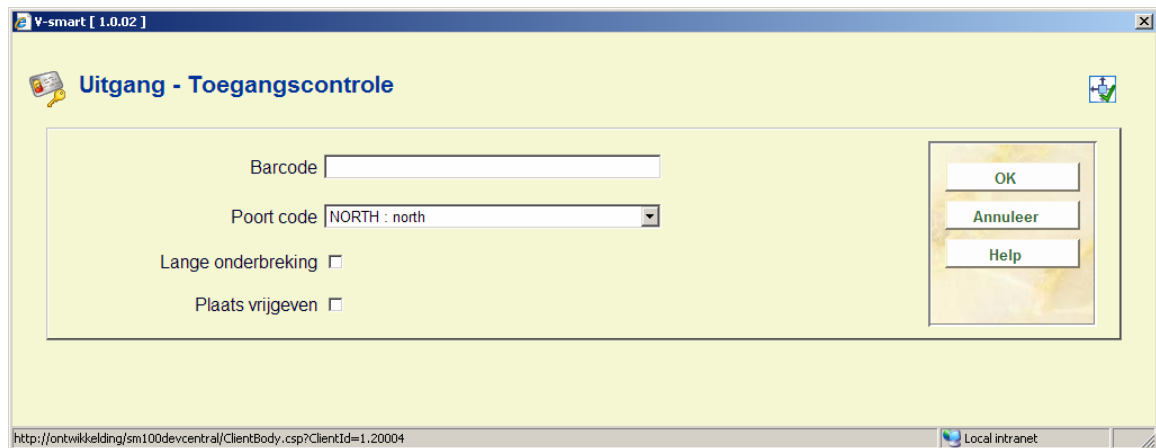 V-smart [ 1.0.02 ]
Uitgang - Toegangscontrole
Barcode
OK
Poort code NORTH : north
Annuleer
Lange onderbreking
Help
Plaats vrijgeven
http://ontwikkelding/sm100devcentral/ClientBody.csp?ClientId=1.20004
Local intranet